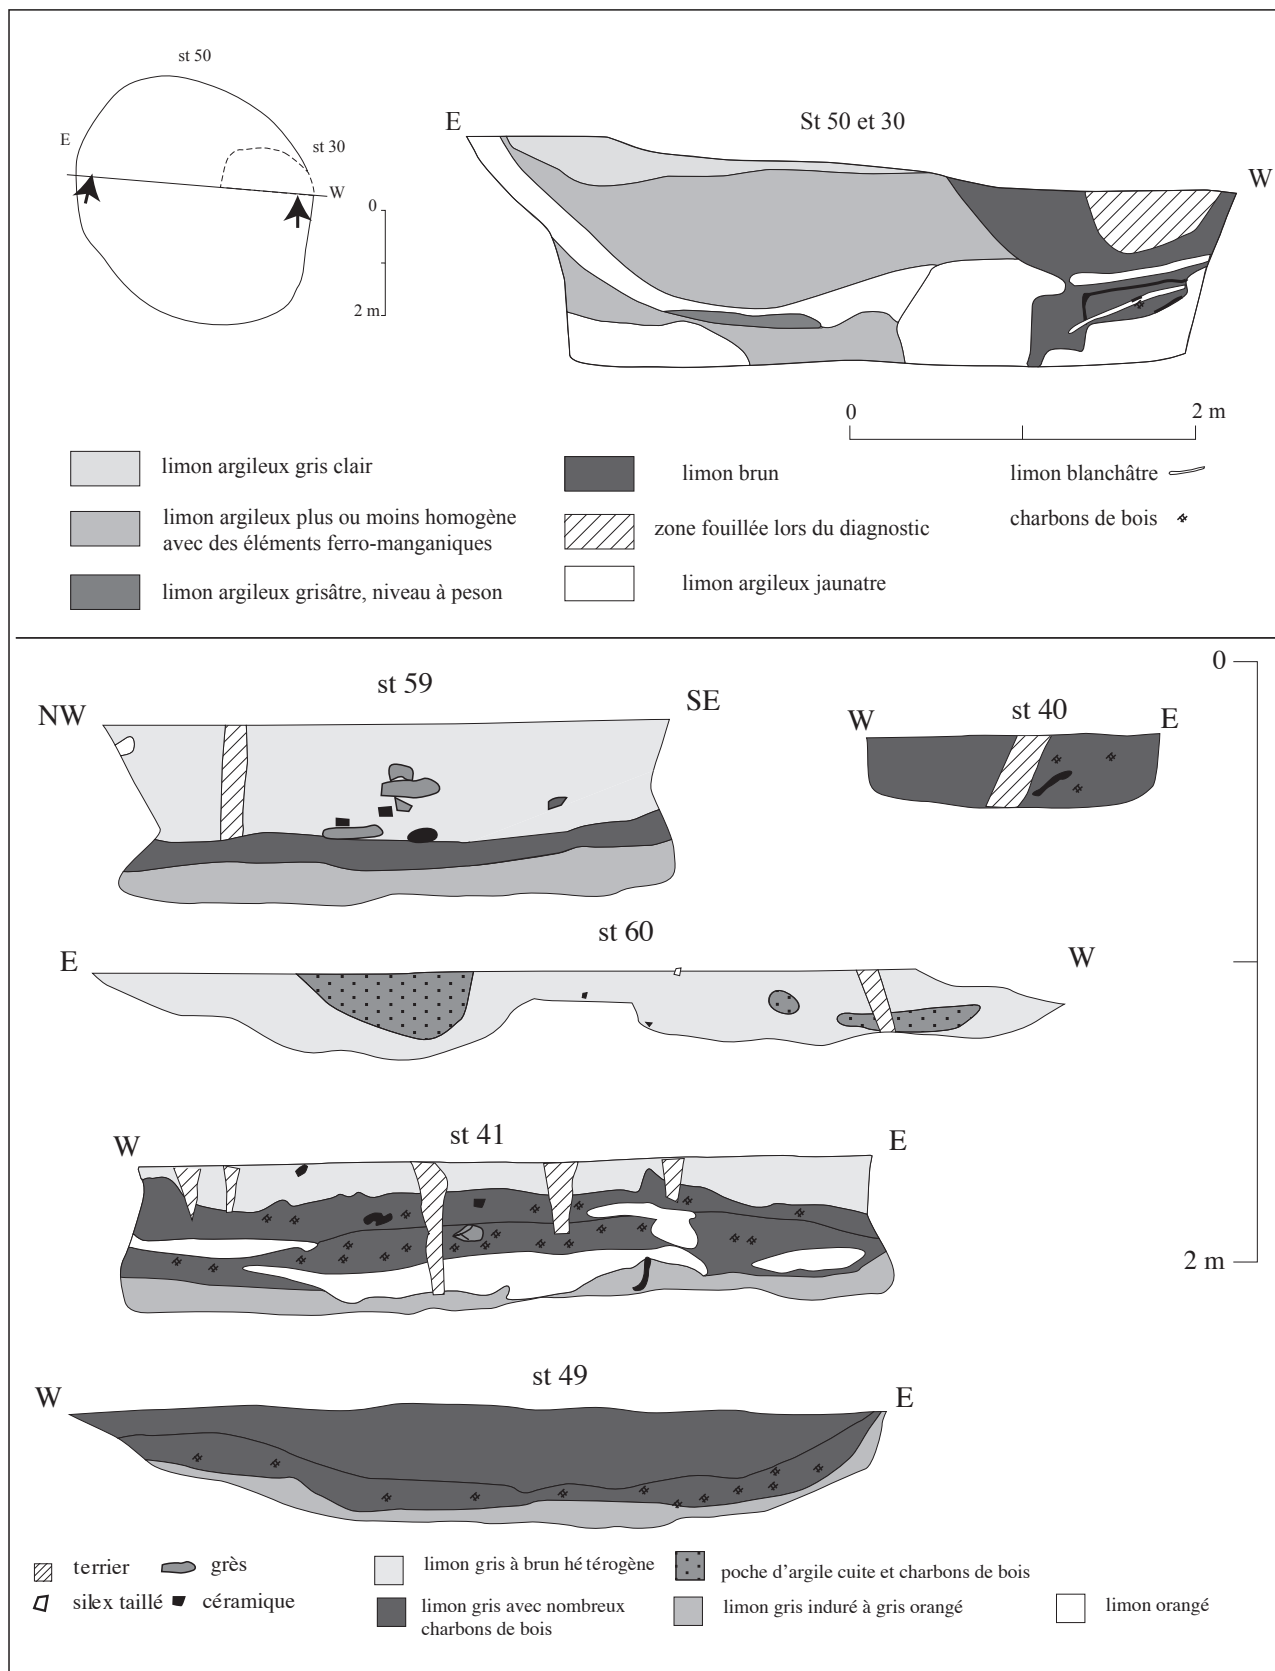 st 50
E
st 30
W
0
2 m
E
St 50 et 30
W
0
2 m
limon argileux gris clair
limon argileux plus ou moins homogène
avec des éléments ferro-manganiques
limon argileux grisâtre, niveau à peson
limon brun
zone fouillée lors du diagnostic
limon argileux jaunatre
limon blanchâtre
charbons de bois
0
2 m
NW
st 59
SE
W
st 40
E
E
st 60
W
W
st 41
E
W
st 49
E
terrier
grès
silex taillé
céramique
limon gris à brun hé térogène
limon gris avec nombreux
charbons de bois
poche d'argile cuite et charbons de bois
limon gris induré à gris orangé
limon orangé